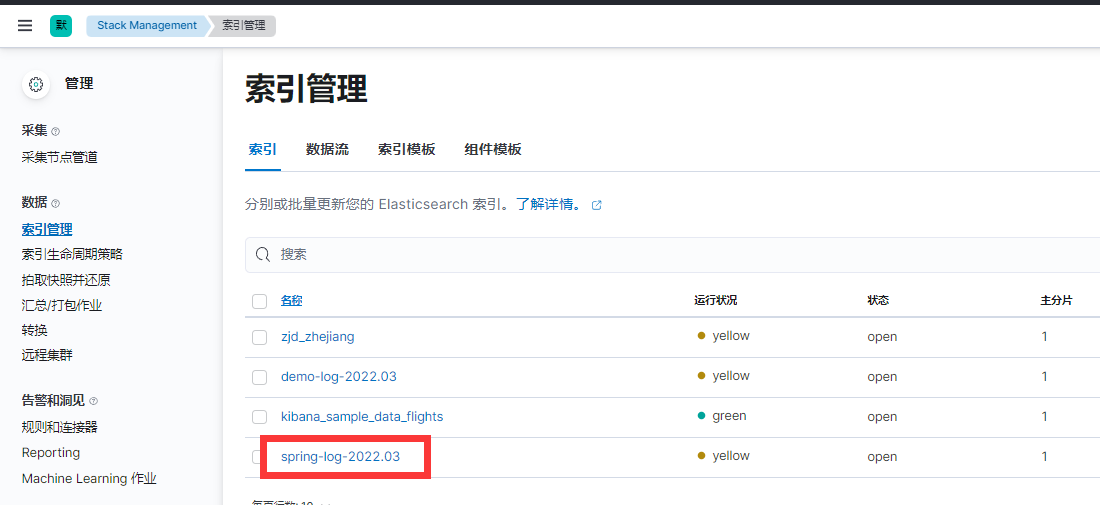 默 Stack Management 索引管理
管理
采集
采集节点管道
数据
索引管理
索引生命周期策略
拍取快照并还原
汇总/打包作业
转换
远程集群
告警和洞见
规则和连接器
Reporting
Machine Learning 作业
索引管理
索引 数据流 索引模板 组件模板
分别或批量更新您的 Elasticsearch 索引。了解详情。
搜索
名称 运行状况 状态 主分片
zjd_zhejiang yellow open 1
demo-log-2022.03 yellow open 1
kibana_sample_data_flights green open 1
spring-log-2022.03 yellow open 1